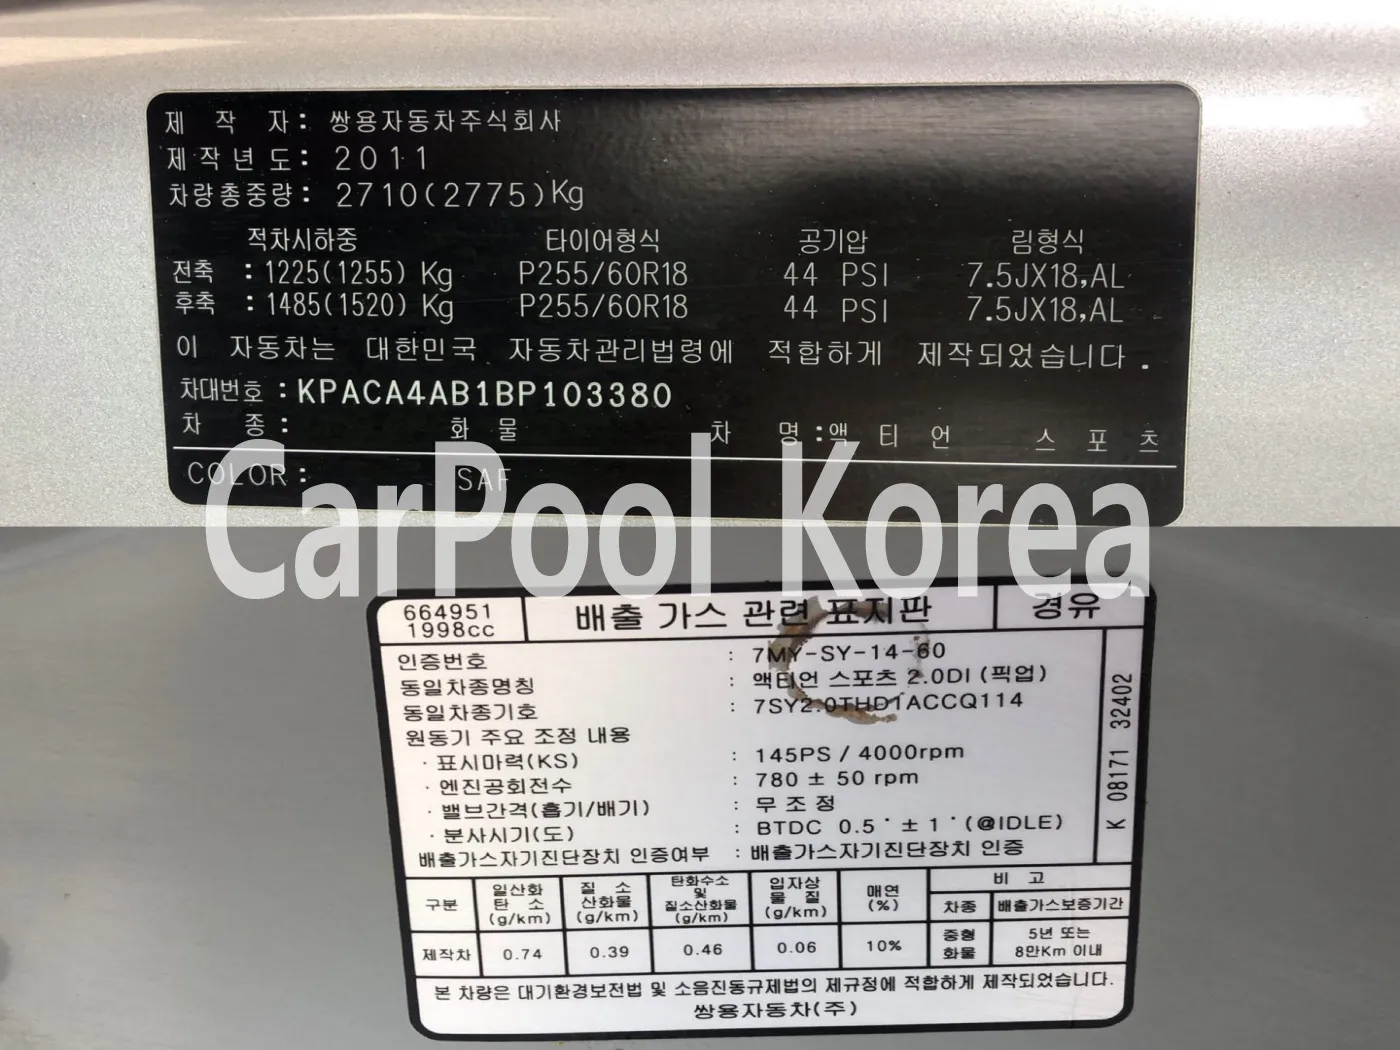 제 작 자: 쌍용자동차주식회사
제작년도: 2011
차량총중량: 2710(2775)Kg
적차시하중 타이어형식 공기압 림형식
전축 : 1225(1255) Kg P255/60R18 44 PSI 7.5JX18,AL
후축 : 1485(1520) Kg P255/60R18 44 PSI 7.5JX18,AL
이 자동차는 대한민국 자동차관리법령에 적합하게 제작되었습니다.
차대번호 : KPACA4AB1BP103380
차 종: 화물 차 명:액티언 스포츠
COLOR: SAF
CarPool Korea
664951
1998cc
배출 가스 관련 표지판
경유
인증번호 : 7MY-SY-14-60
동일차종명칭 : 액티언 스포츠 2.0DI (픽업)
동일차종기호 : 7SY2.0THD1ACCQ114
원동기 주요 조정 내용
· 표시마력(KS) : 145PS / 4000rpm
· 엔진공회전수 : 780 ± 50 rpm
· 밸브간격(흡기/배기) : 무조정
· 분사시기(도) : BTDC 0.5˚ ± 1˚ (@IDLE)
배출가스자기진단장치 인증여부 : 배출가스자기진단장치 인증
K 08171 32402
구분 일산화탄소 (g/km) 질소산화물 (g/km) 탄화수소 및 질소산화물 (g/km) 입자상물질 (g/km) 매연 (%) 비 고
차종 배출가스보증기간
제작차 0.74 0.39 0.46 0.06 10% 중형화물 5년 또는 8만Km 이내
본 차량은 대기환경보전법 및 소음진동규제법의 제규정에 적합하게 제작되었습니다.
쌍용자동차(주)